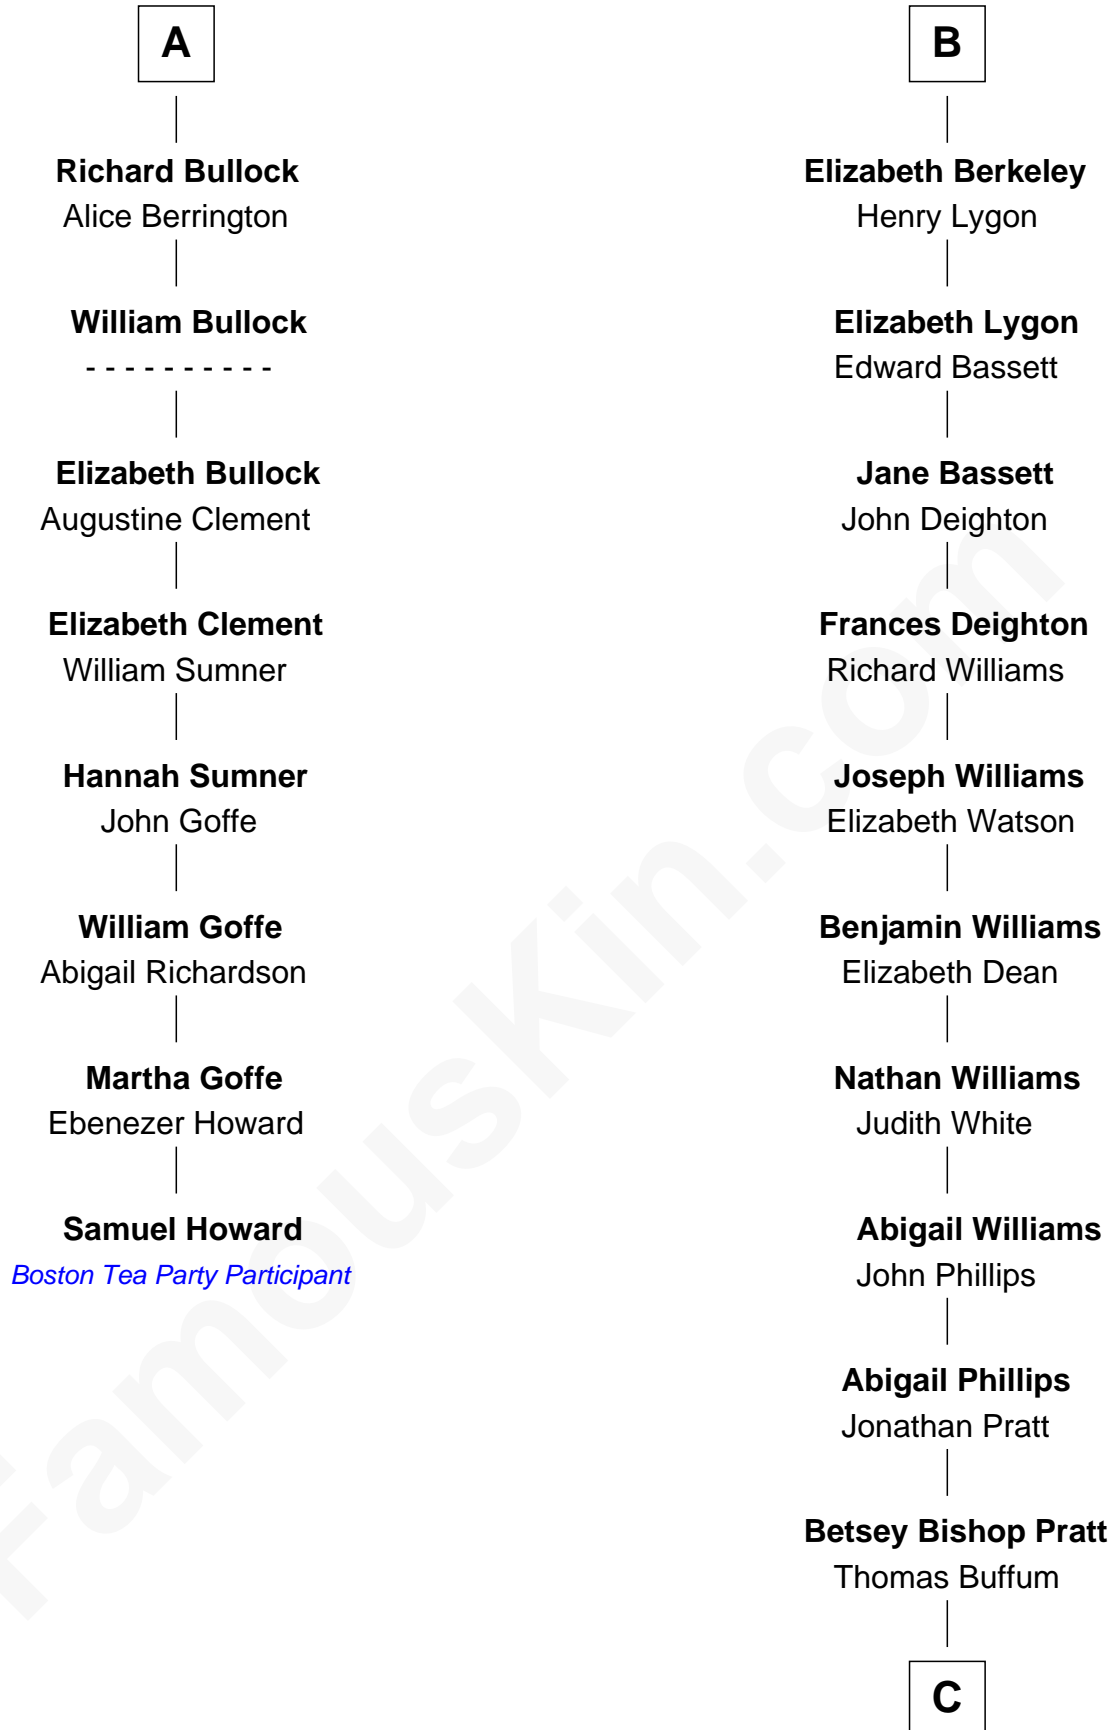 A
Richard Bullock
Alice Berrington
William Bullock
- - - - - - - - - -
Elizabeth Bullock
Augustine Clement
Elizabeth Clement
William Sumner
Hannah Sumner
John Goffe
William Goffe
Abigail Richardson
Martha Goffe
Ebenezer Howard
Samuel Howard
Boston Tea Party Participant
B
Elizabeth Berkeley
Henry Lygon
Elizabeth Lygon
Edward Bassett
Jane Bassett
John Deighton
Frances Deighton
Richard Williams
Joseph Williams
Elizabeth Watson
Benjamin Williams
Elizabeth Dean
Nathan Williams
Judith White
Abigail Williams
John Phillips
Abigail Phillips
Jonathan Pratt
Betsey Bishop Pratt
Thomas Buffum
C
FamousKin.com